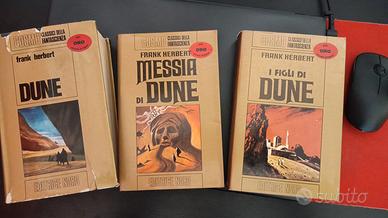 COSMO
CLASSICI DELLA
FANTASCIENZA
ORO
frank herbert
DUNE
EDITRICE NORD
COSMO
CLASSICI DELLA
FANTASCIENZA
ORO
FRANK HERBERT
MESSIA
DI DUNE
EDITRICE NORD
COSMO
CLASSICI DELLA
FANTASCIENZA
ORO
FRANK HERBERT
I FIGLI DI
DUNE
EDITRICE NORD
subito